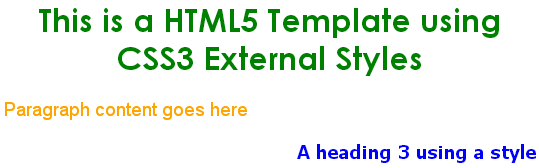 This is a HTML5 Template using
CSS3 External Styles
Paragraph content goes here
A heading 3 using a style